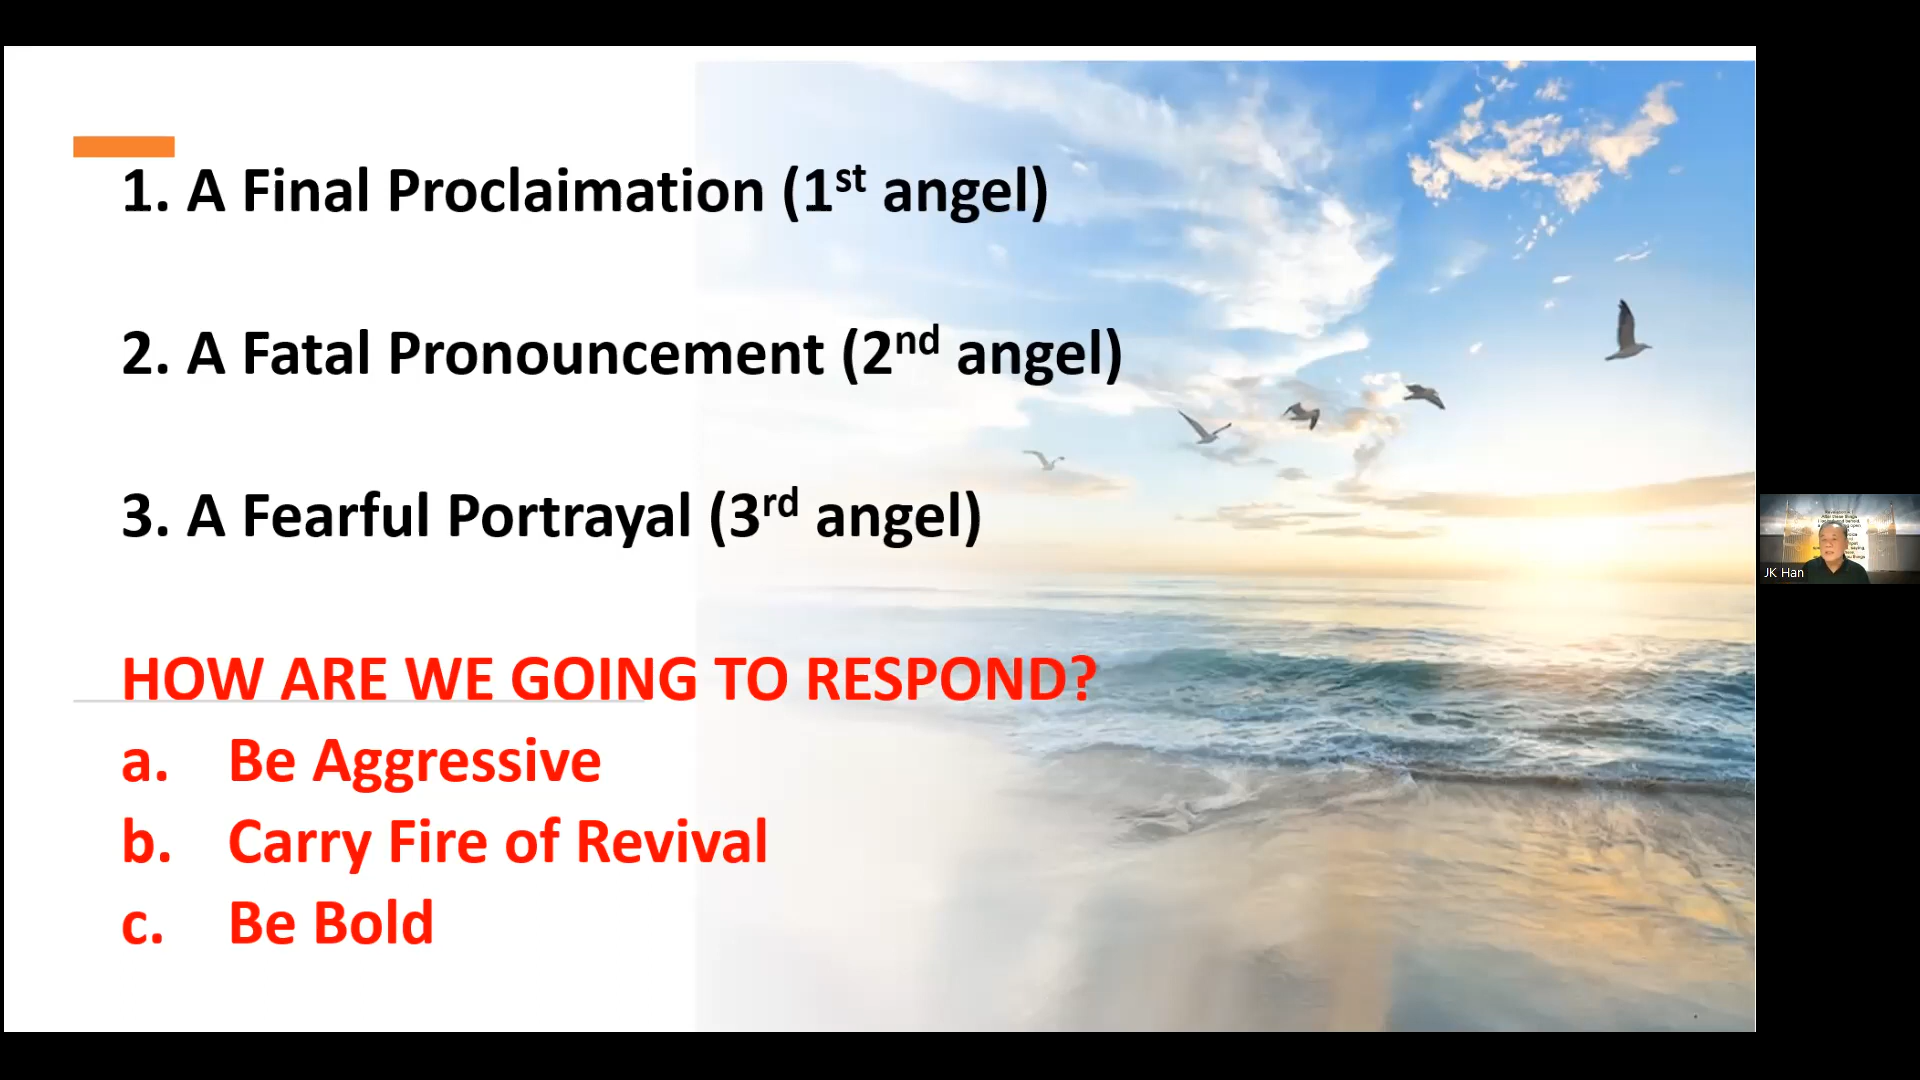 1. A Final Proclaimation (1st angel)
2. A Fatal Pronouncement (2nd angel)
3. A Fearful Portrayal (3rd angel)
HOW ARE WE GOING TO RESPOND?
a. Be Aggressive
b. Carry Fire of Revival
c. Be Bold
JK Han